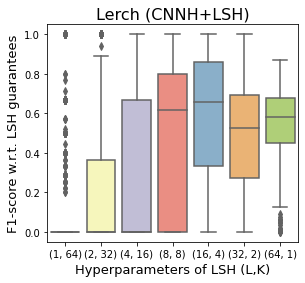 Lerch (CNNH+LSH)
F1-score w.r.t. LSH guarantees
1.0
0.8
0.6
0.4
0.2
0.0
(1, 64) (2, 32) (4, 16) (8, 8) (16, 4) (32, 2) (64, 1)
Hyperparameters of LSH (L,K)